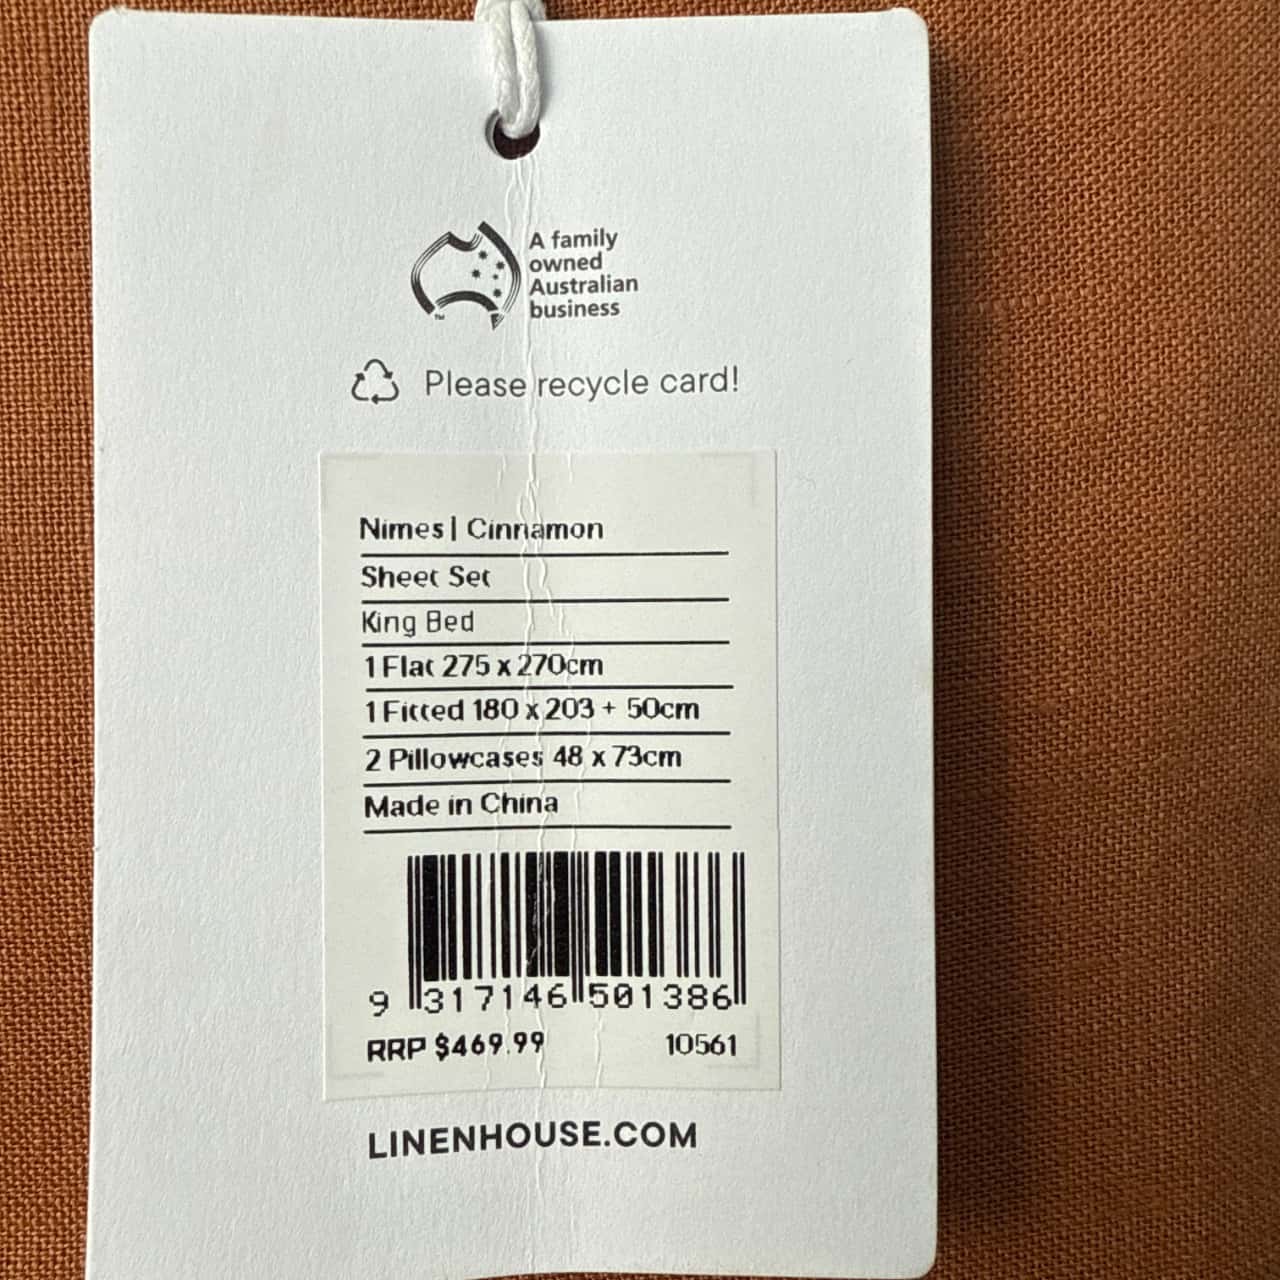 A family
owned
Australian
business
TM
Please recycle card!
Nimes| Cinnamon
Sheet Set
King Bed
1 Flat 275 x 270cm
1 Fitted 180 x 203 + 50cm
2 Pillowcases 48 x 73cm
Made in China
9 317146 501386
RRP $469.99 10561
LINENHOUSE.COM